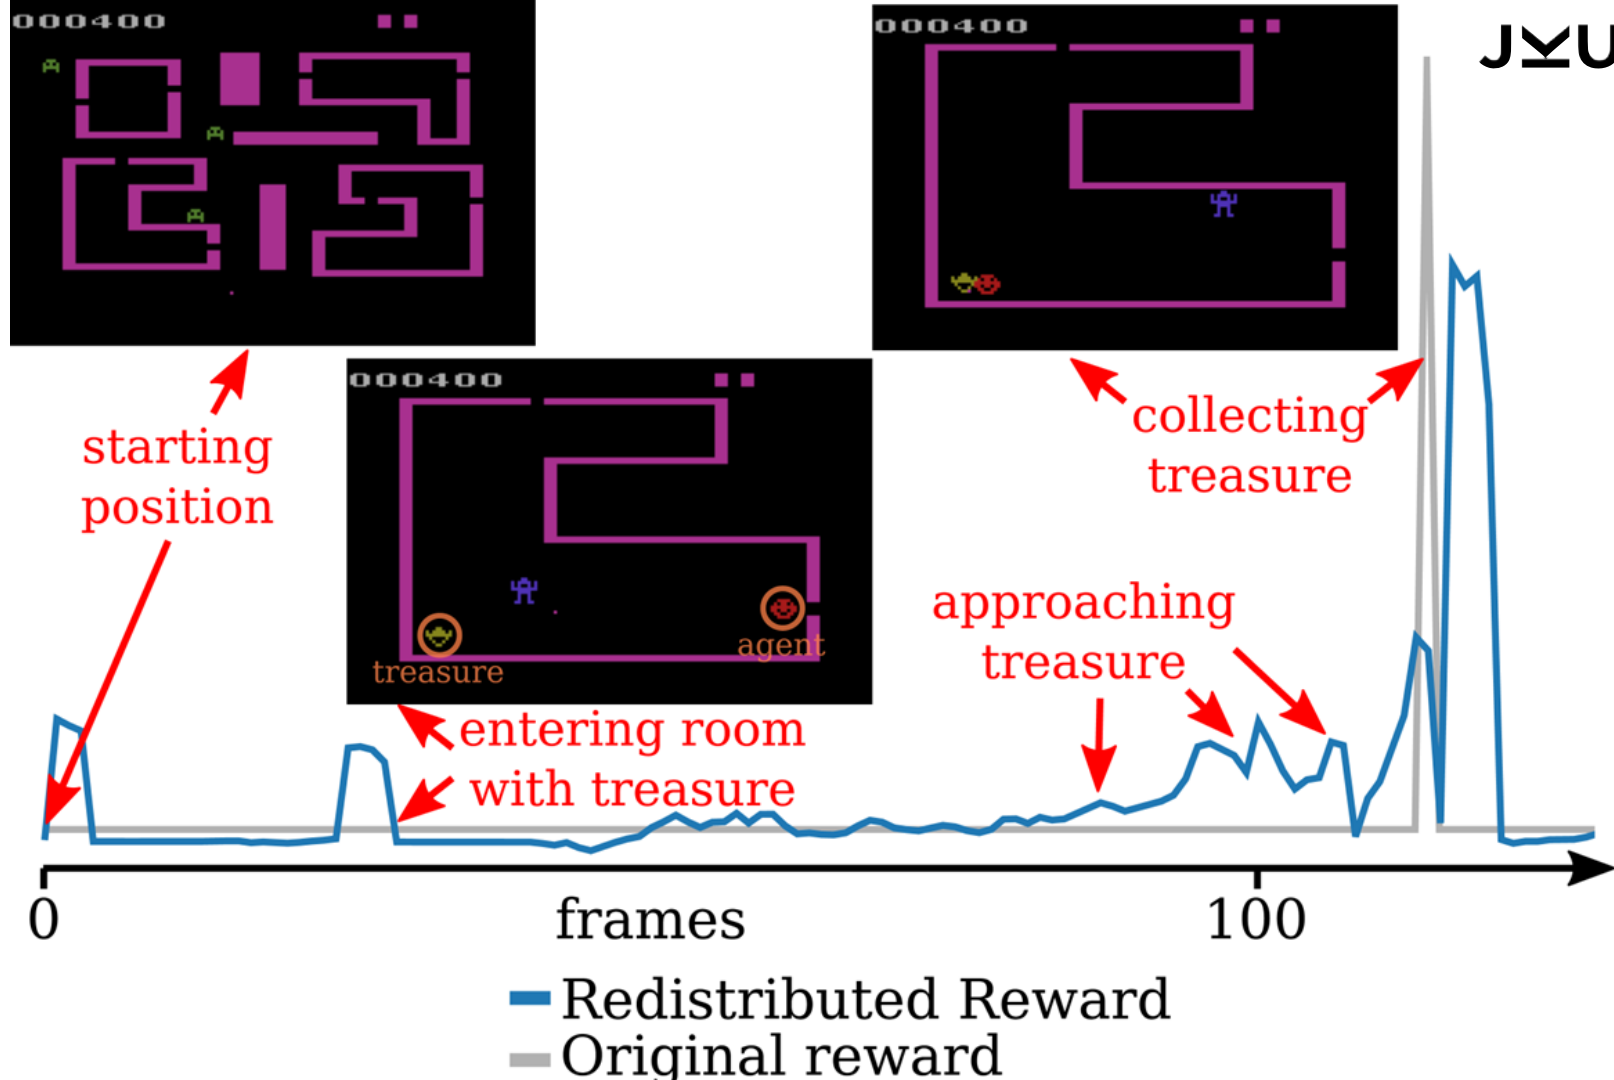 000400
000400
JKU
starting
position
000400
collecting
treasure
treasure
agent
approaching
treasure
entering room
with treasure
0
frames
100
Redistributed Reward
Original reward